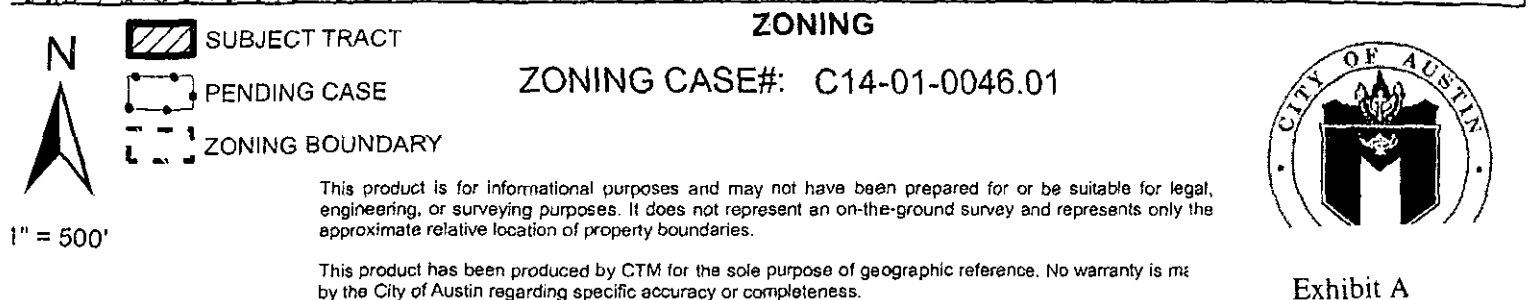 ZONING
ZONING CASE#: C14-01-0046.01
N
SUBJECT TRACT
PENDING CASE
ZONING BOUNDARY
1" = 500'
This product is for informational purposes and may not have been prepared for or be suitable for legal,
engineering, or surveying purposes. It does not represent an on-the-ground survey and represents only the
approximate relative location of property boundaries.
This product has been produced by CTM for the sole purpose of geographic reference. No warranty is
by the City of Austin regarding specific accuracy or completeness.
CITY OF AUSTIN
Exhibit A